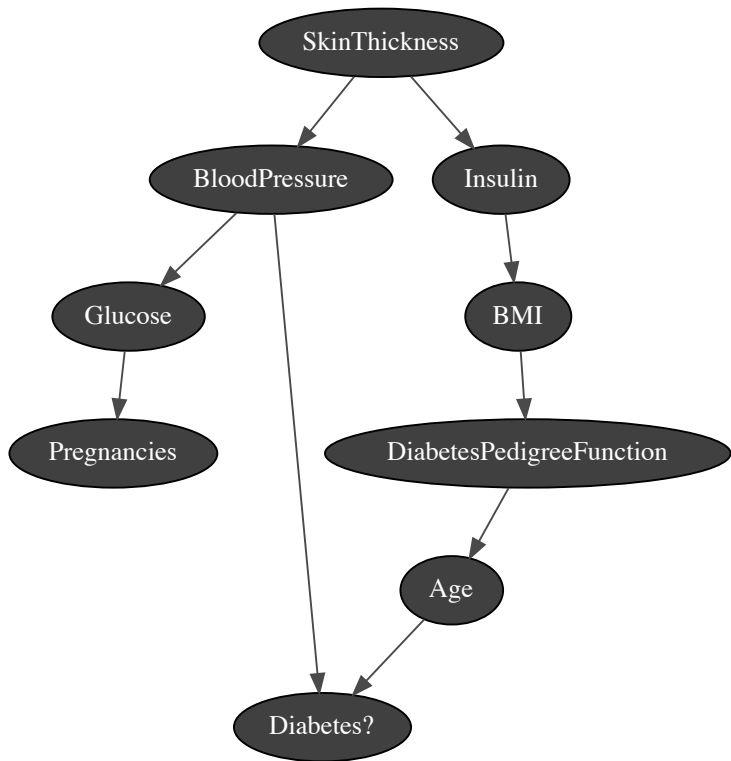 SkinThickness
BloodPressure
Insulin
Glucose
BMI
Pregnancies
DiabetesPedigreeFunction
Age
Diabetes?